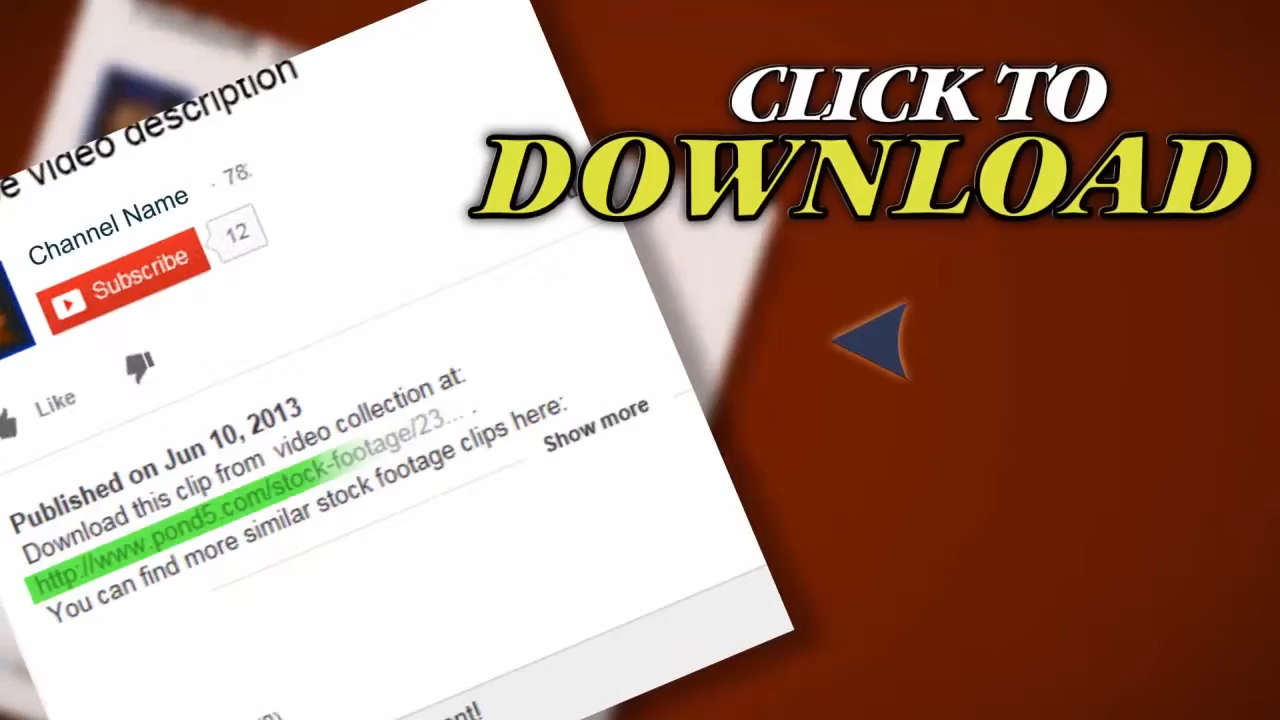 CLICK TO
DOWNLOAD
e video description
Channel Name
78
Subscribe
12
Like
Published on Jun 10, 2013
Download this clip from video collection at:
http://www.pond5.com/stock-footage/23...
You can find more similar stock footage clips here:
Show more